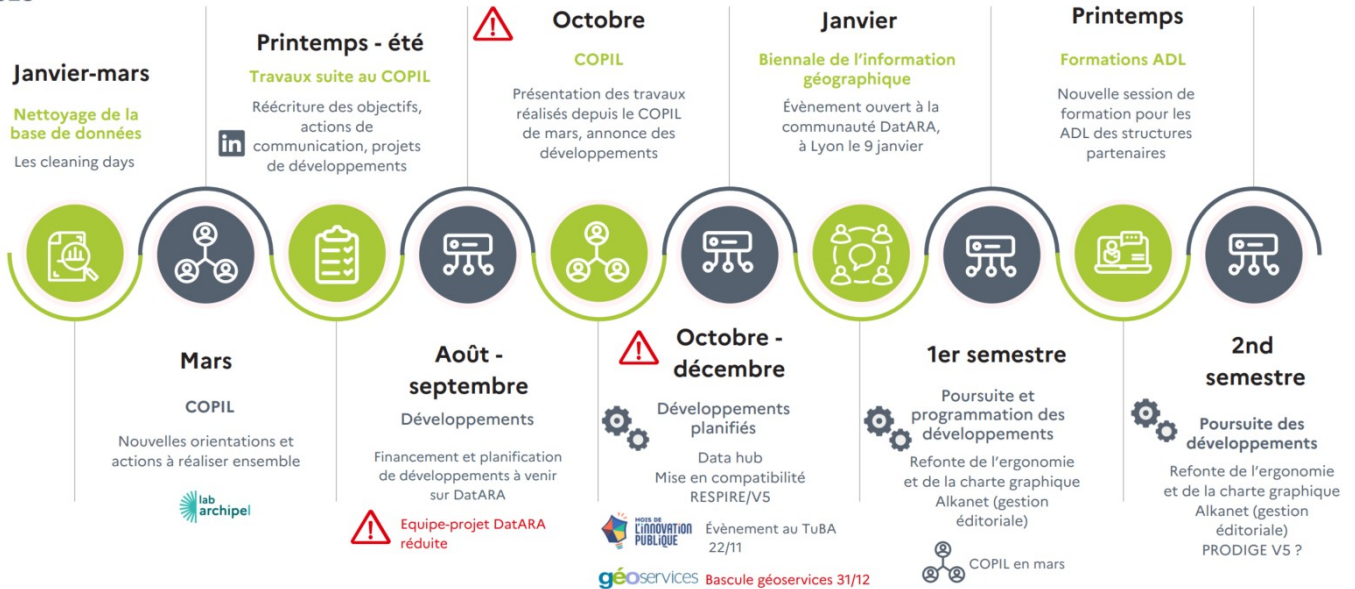 Janvier-mars
Nettoyage de la
base de données
Les cleaning days
Mars
COPIL
Nouvelles orientations et
actions à réaliser ensemble
lab
archipel
Printemps - été
Travaux suite au COPIL
Réécriture des objectifs,
actions de
communication, projets
de développements
in
Août -
septembre
Développements
Financement et planification
de développements à venir
sur DatARA
Equipe-projet DatARA
réduite
Octobre
COPIL
Présentation des travaux
réalisés depuis le COPIL
de mars, annonce des
développements
Octobre -
décembre
Développements
planifiés
Data hub
Mise en compatibilité
RESPIRE/V5
MOIS DE
L'INNOVATION
PUBLIQUE
Évènement au TuBA
22/11
géoservices
Bascule géoservices 31/12
Janvier
Biennale de l'information
géographique
Évènement ouvert à la
communauté DatARA,
à Lyon le 9 janvier
1er semestre
Poursuite et
programmation des
développements
Refonte de l'ergonomie
et de la charte graphique
Alkanet (gestion
éditoriale)
COPIL en mars
Printemps
Formations ADL
Nouvelle session de
formation pour les
ADL des structures
partenaires
2nd
semestre
Poursuite des
développements
Refonte de l'ergonomie
et de la charte graphique
Alkanet (gestion
éditoriale)
PRODIGE V5 ?